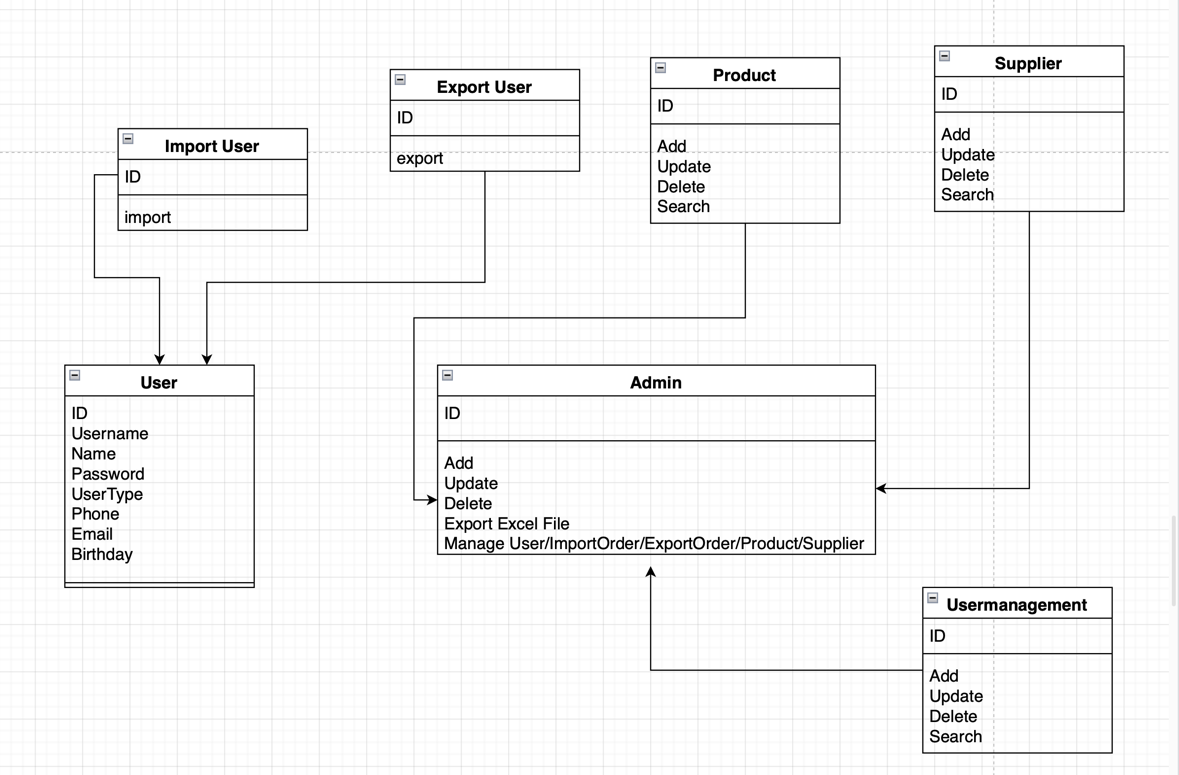 Import User
ID
import
Export User
ID
export
Product
ID
Add
Update
Delete
Search
Supplier
ID
Add
Update
Delete
Search
User
ID
Username
Name
Password
UserType
Phone
Email
Birthday
Admin
ID
Add
Update
Delete
Export Excel File
Manage User/ImportOrder/ExportOrder/Product/Supplier
Usermanagement
ID
Add
Update
Delete
Search